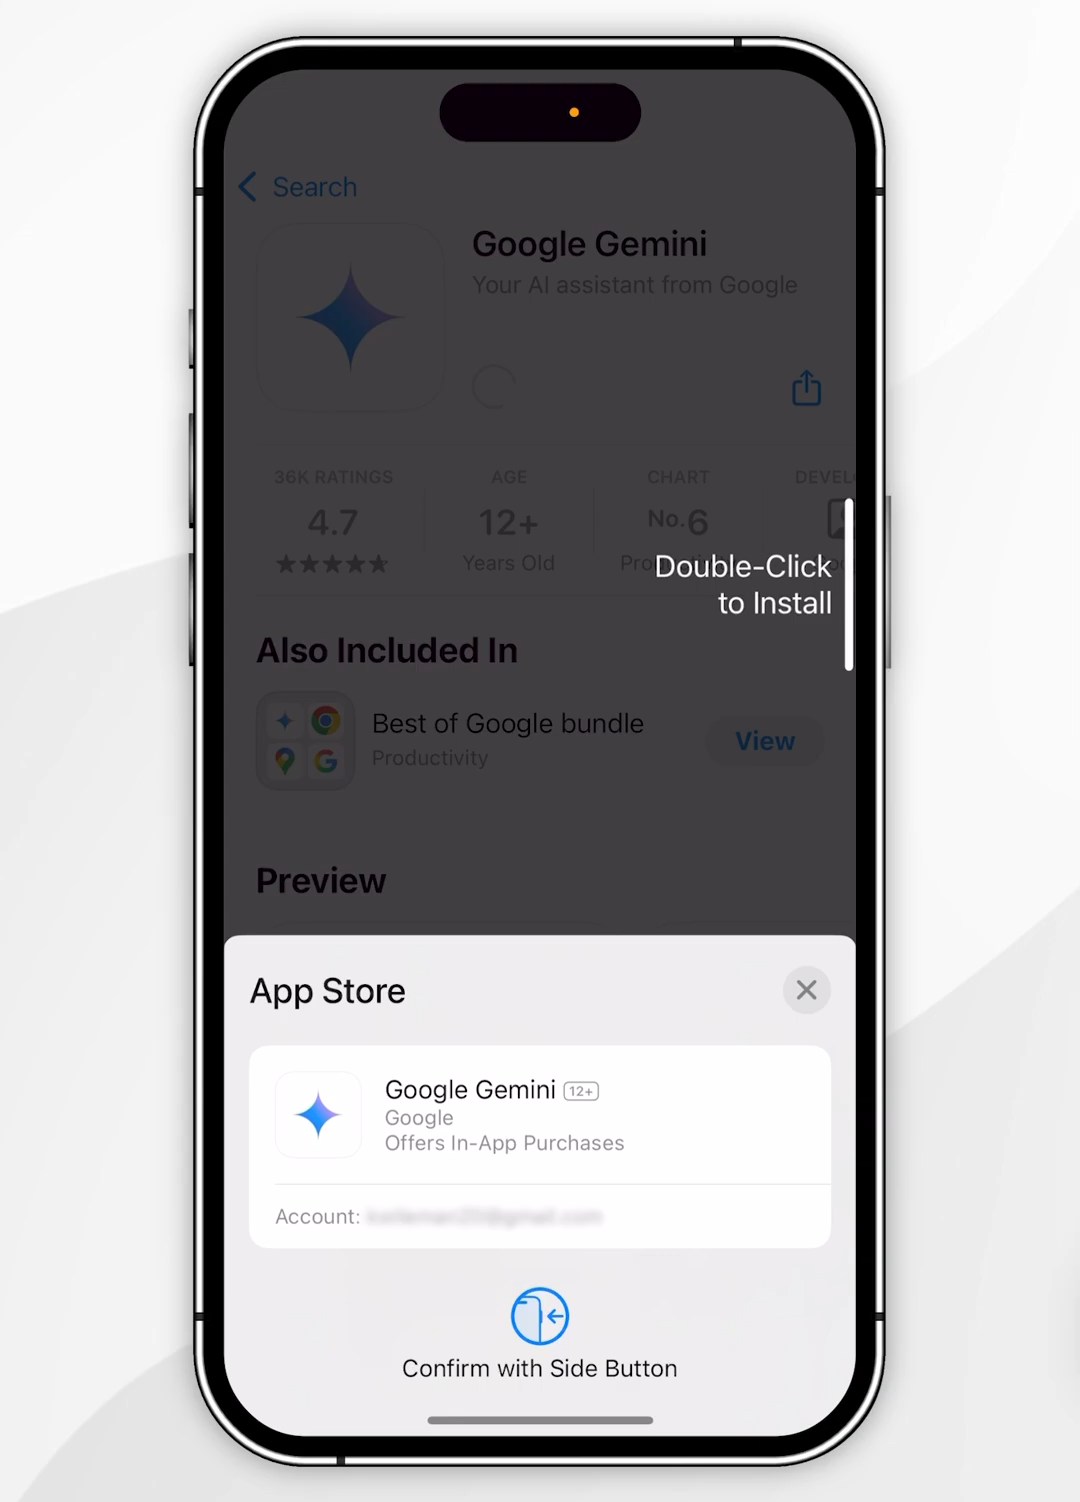 Search
Google Gemini
Your AI assistant from Google
36K RATINGS
4.7
AGE
12+
Years Old
CHART
No.6
Double-Click
to Install
Also Included In
Best of Google bundle
Productivity
View
Preview
App Store
Google Gemini 12+
Google
Offers In-App Purchases
Account:
Confirm with Side Button